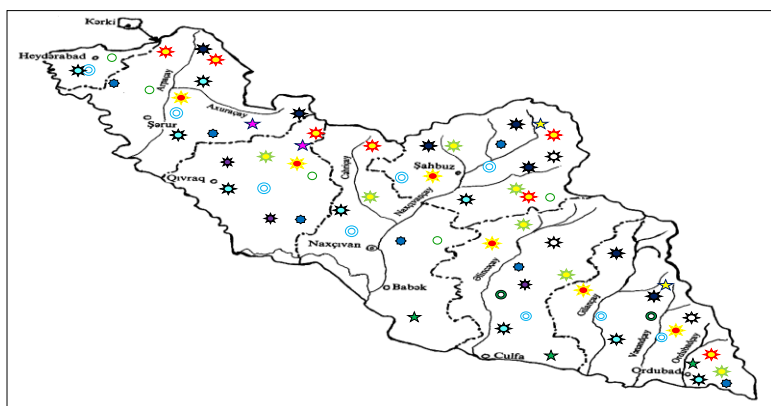 Kərki
Heydərabad
Arpaçay
Axuraçay
Şərur
Qıvraq
Cəhriçay
Şahbuz
Naxçıvançay
Naxçıvan
Əlincəçay
Babək
Gilançay
Vənəndçay
Ordubadçay
Culfa
Ordubad